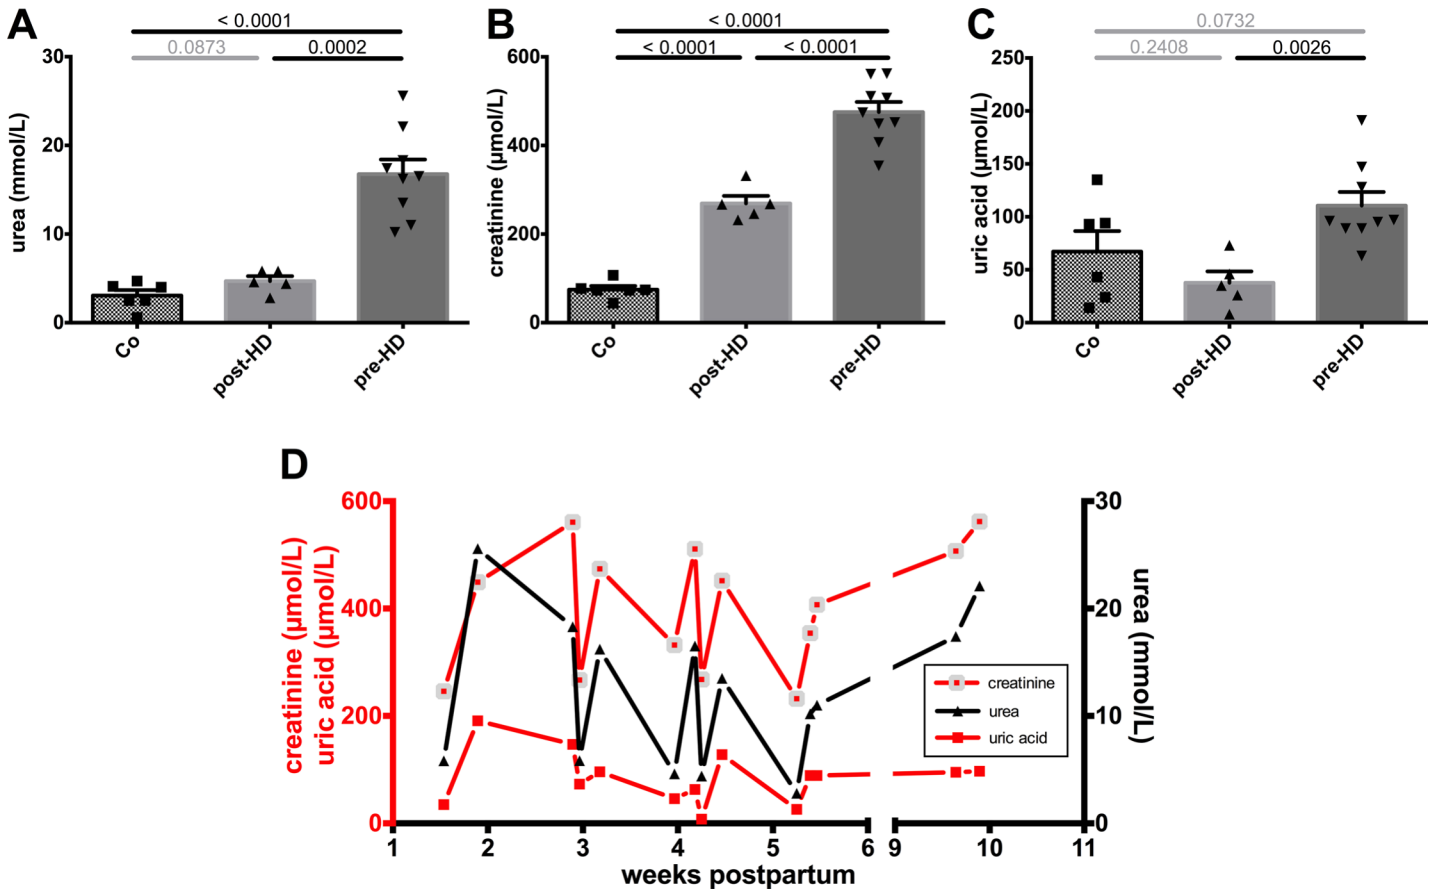 A
< 0.0001
0.0873
0.0002
30
20
10
0
urea (mmol/L)
Co
post-HD
pre-HD
B
< 0.0001
< 0.0001
< 0.0001
600
400
200
0
creatinine (µmol/L)
Co
post-HD
pre-HD
C
0.0732
0.2408
0.0026
250
200
150
100
50
0
uric acid (µmol/L)
Co
post-HD
pre-HD
D
600
400
200
0
creatinine (µmol/L)
uric acid (µmol/L)
30
20
10
0
urea (mmol/L)
creatinine
urea
uric acid
1 2 3 4 5 6 9 10 11
weeks postpartum